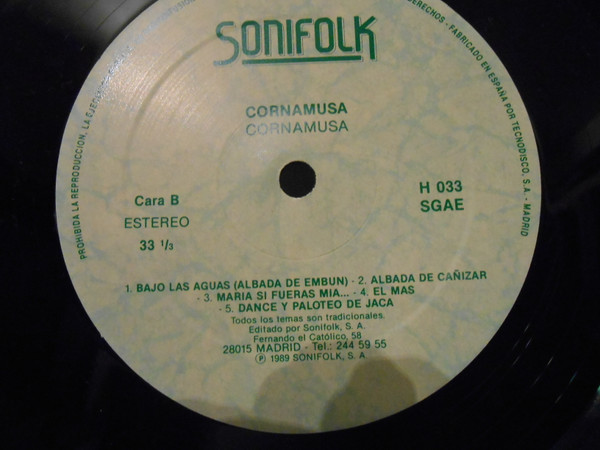 PROHIBIDA LA REPRODUCCION, LA
DERECHOS - FABRICADO EN ESPAÑA POR TECNODISCO, S.A. - MADRID
SONIFOLK
CORNAMUSA
CORNAMUSA
Cara B
ESTEREO
33 1/3
H 033
SGAE
1. BAJO LAS AGUAS (ALBADA DE EMBUN) - 2. ALBADA DE CAÑIZAR
- 3. MARIA SI FUERAS MIA... - 4. EL MAS
- 5. DANCE Y PALOTEO DE JACA
Todos los temas son tradicionales.
Editado por Sonifolk, S. A.
Fernando el Católico, 58
28015 MADRID - Tel.: 244 59 55
Ⓟ 1989 SONIFOLK, S. A